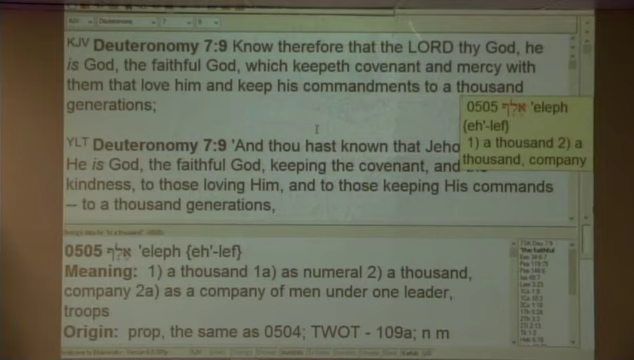 KJV Deuteronomy 7 9
KJV Deuteronomy 7:9 Know therefore that the LORD thy God, he
is God, the faithful God, which keepeth covenant and mercy with
them that love him and keep his commandments to a thousand
generations;
0505 אֶלֶף 'eleph
{eh'-lef}
1) a thousand 2) a
thousand, company
YLT Deuteronomy 7:9 'And thou hast known that Jeho
He is God, the faithful God, keeping the covenant, and the
kindness, to those loving Him, and to those keeping His commands
-- to a thousand generations,
0505 אֶלֶף 'eleph {eh'-lef}
Meaning: 1) a thousand 1a) as numeral 2) a thousand,
company 2a) as a company of men under one leader,
troops
Origin: prop, the same as 0504; TWOT - 109a; n m